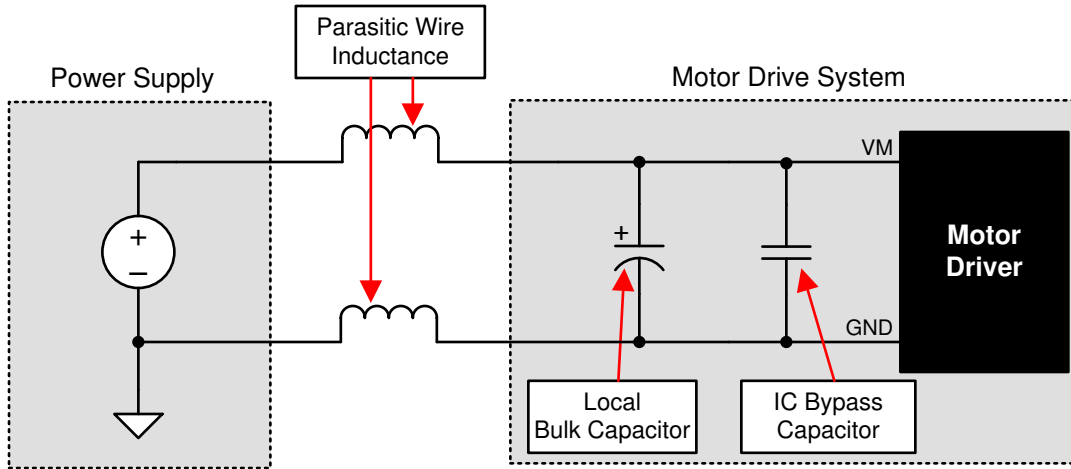 Parasitic Wire
Inductance
Power Supply
Motor Drive System
VM
+
−
+
Motor
Driver
GND
Local
Bulk Capacitor
IC Bypass
Capacitor